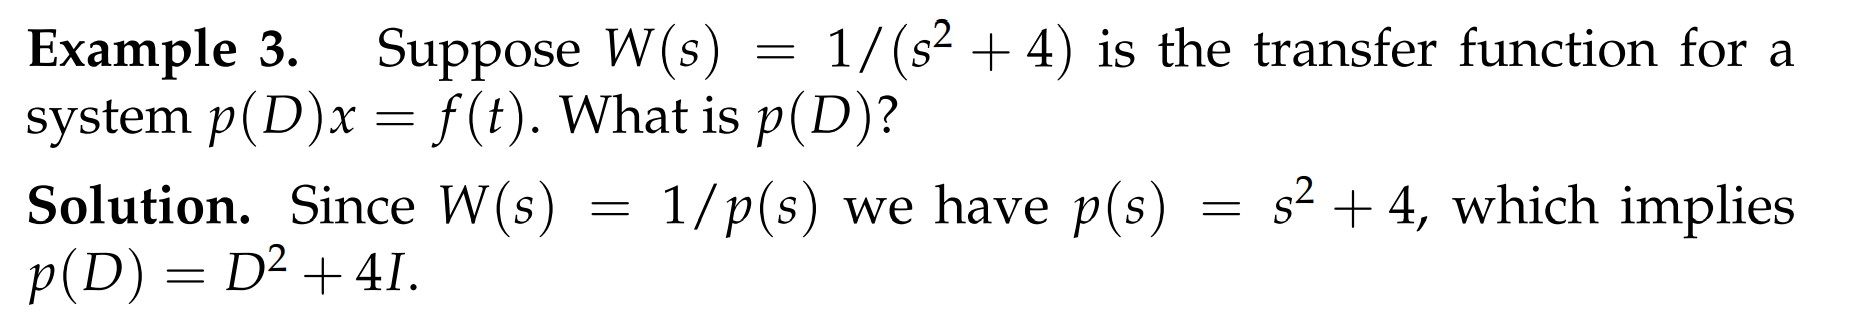 Example 3. Suppose W(s) = 1/(s² + 4) is the transfer function for a
system p(D)x = f(t). What is p(D)?
Solution. Since W(s) = 1/p(s) we have p(s) = s² + 4, which implies
p(D) = D² + 4I.